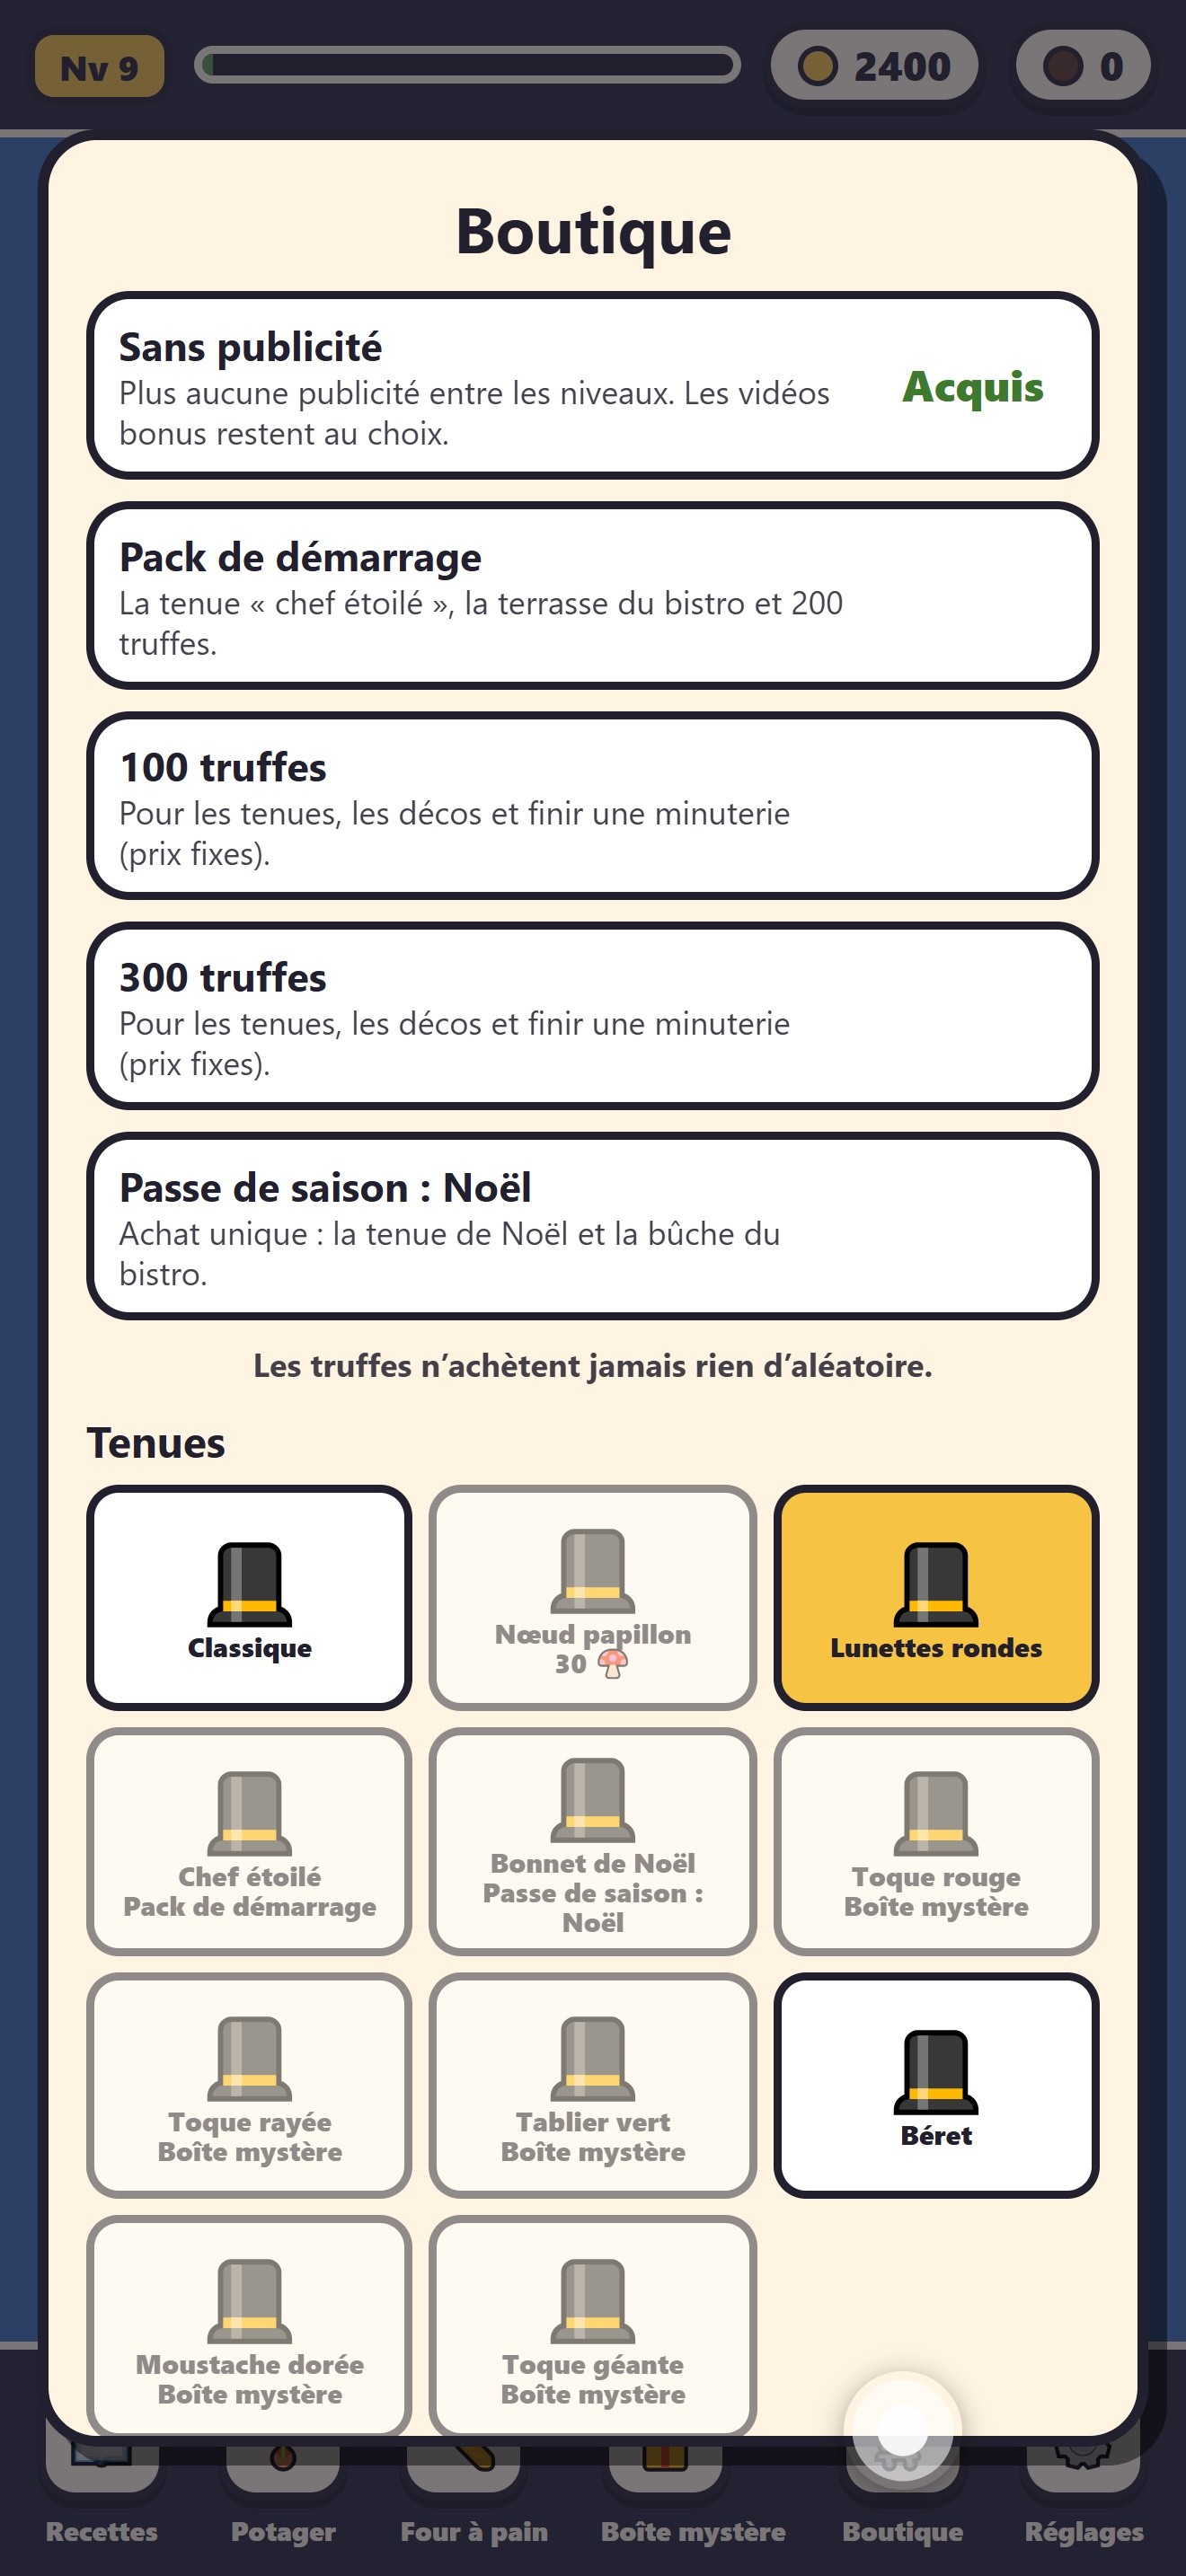 Nv 9
2400
0
Boutique
Sans publicité
Plus aucune publicité entre les niveaux. Les vidéos
bonus restent au choix.
Acquis
Pack de démarrage
La tenue « chef étoilé », la terrasse du bistro et 200
truffes.
100 truffes
Pour les tenues, les décos et finir une minuterie
(prix fixes).
300 truffes
Pour les tenues, les décos et finir une minuterie
(prix fixes).
Passe de saison : Noël
Achat unique : la tenue de Noël et la bûche du
bistro.
Les truffes n’achètent jamais rien d’aléatoire.
Tenues
Classique
Nœud papillon
30
Lunettes rondes
Chef étoilé
Pack de démarrage
Bonnet de Noël
Passe de saison :
Noël
Toque rouge
Boîte mystère
Toque rayée
Boîte mystère
Tablier vert
Boîte mystère
Béret
Moustache dorée
Boîte mystère
Toque géante
Boîte mystère
Recettes
Potager
Four à pain
Boîte mystère
Boutique
Réglages